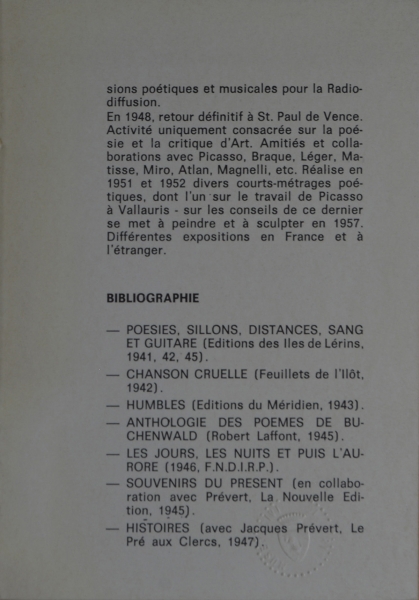 sions poétiques et musicales pour la Radio-
diffusion.
En 1948, retour définitif à St. Paul de Vence.
Activité uniquement consacrée sur la poé-
sie et la critique d'Art. Amitiés et colla-
borations avec Picasso, Braque, Léger, Ma-
tisse, Miro, Atlan, Magnelli, etc. Réalise en
1951 et 1952 divers courts-métrages poé-
tiques, dont l'un sur le travail de Picasso
à Vallauris - sur les conseils de ce dernier
se met à peindre et à sculpter en 1957.
Différentes expositions en France et à
l'étranger.
BIBLIOGRAPHIE
— POESIES, SILLONS, DISTANCES, SANG
ET GUITARE (Editions des Iles de Lérins,
1941, 42, 45).
— CHANSON CRUELLE (Feuillets de l'Ilôt,
1942).
— HUMBLES (Editions du Méridien, 1943).
— ANTHOLOGIE DES POEMES DE BU-
CHENWALD (Robert Laffont, 1945).
— LES JOURS, LES NUITS ET PUIS L'AU-
RORE (1946, F.N.D.I.R.P.).
— SOUVENIRS DU PRESENT (en collabo-
ration avec Prévert, La Nouvelle Edi-
tion, 1945).
— HISTOIRES (avec Jacques Prévert, Le
Pré aux Clercs, 1947).